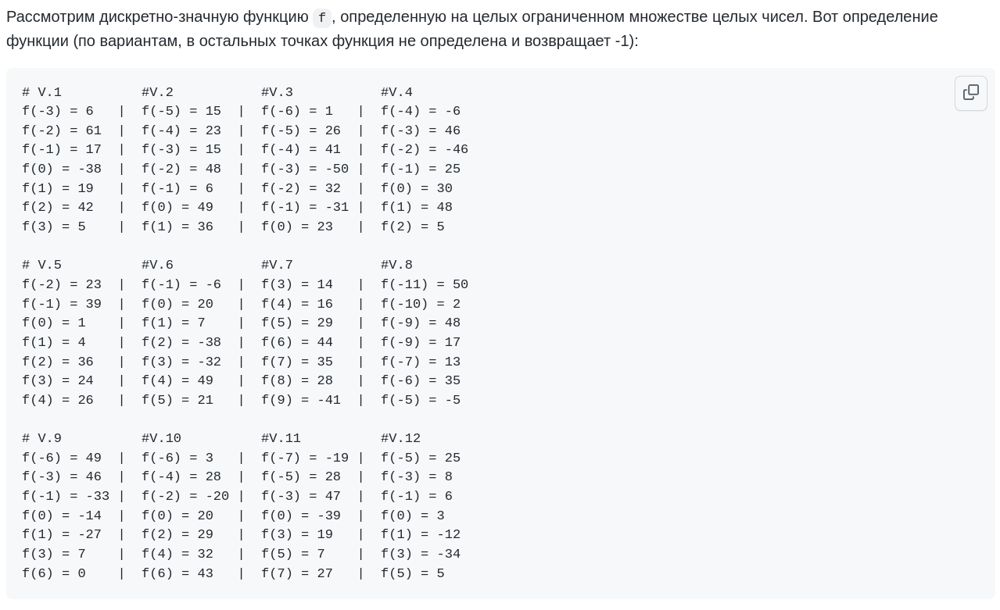 Рассмотрим дискретно-значную функцию f, определенную на целых ограниченном множестве целых чисел. Вот определение
функции (по вариантам, в остальных точках функция не определена и возвращает -1):
# V.1          #V.2           #V.3           #V.4
f(-3) = 6   |  f(-5) = 15  |  f(-6) = 1   |  f(-4) = -6
f(-2) = 61  |  f(-4) = 23  |  f(-5) = 26  |  f(-3) = 46
f(-1) = 17  |  f(-3) = 15  |  f(-4) = 41  |  f(-2) = -46
f(0) = -38  |  f(-2) = 48  |  f(-3) = -50 |  f(-1) = 25
f(1) = 19   |  f(-1) = 6   |  f(-2) = 32  |  f(0) = 30
f(2) = 42   |  f(0) = 49   |  f(-1) = -31 |  f(1) = 48
f(3) = 5    |  f(1) = 36   |  f(0) = 23   |  f(2) = 5
# V.5          #V.6           #V.7           #V.8
f(-2) = 23  |  f(-1) = -6  |  f(3) = 14   |  f(-11) = 50
f(-1) = 39  |  f(0) = 20   |  f(4) = 16   |  f(-10) = 2
f(0) = 1    |  f(1) = 7    |  f(5) = 29   |  f(-9) = 48
f(1) = 4    |  f(2) = -38  |  f(6) = 44   |  f(-9) = 17
f(2) = 36   |  f(3) = -32  |  f(7) = 35   |  f(-7) = 13
f(3) = 24   |  f(4) = 49   |  f(8) = 28   |  f(-6) = 35
f(4) = 26   |  f(5) = 21   |  f(9) = -41  |  f(-5) = -5
# V.9          #V.10          #V.11          #V.12
f(-6) = 49  |  f(-6) = 3   |  f(-7) = -19 |  f(-5) = 25
f(-3) = 46  |  f(-4) = 28  |  f(-5) = 28  |  f(-3) = 8
f(-1) = -33 |  f(-2) = -20 |  f(-3) = 47  |  f(-1) = 6
f(0) = -14  |  f(0) = 20   |  f(0) = -39  |  f(0) = 3
f(1) = -27  |  f(2) = 29   |  f(3) = 19   |  f(1) = -12
f(3) = 7    |  f(4) = 32   |  f(5) = 7    |  f(3) = -34
f(6) = 0    |  f(6) = 43   |  f(7) = 27   |  f(5) = 5